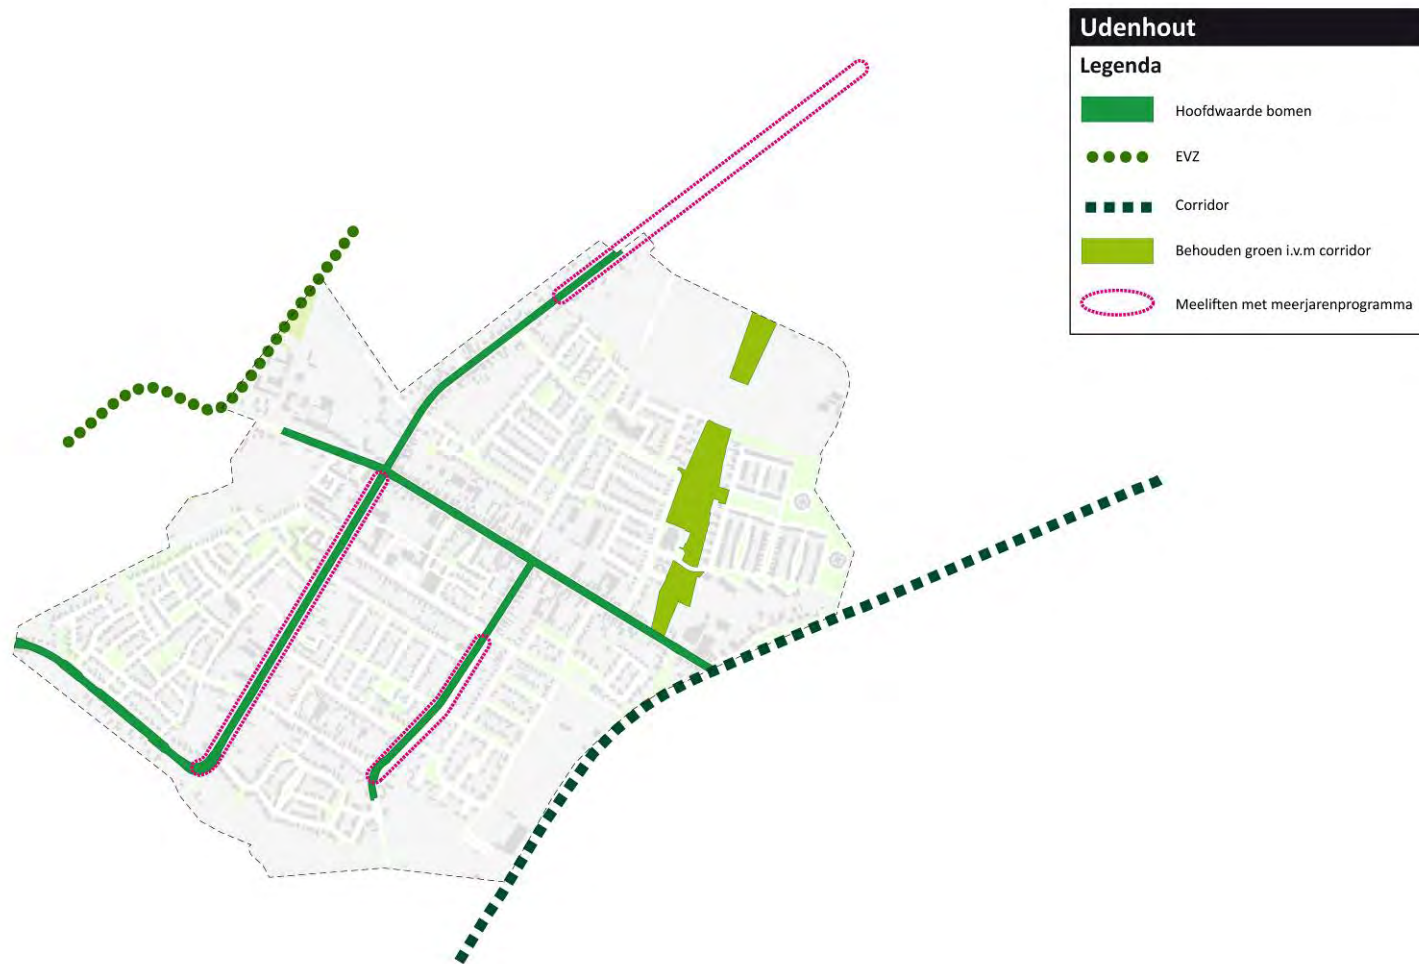 Udenhout
Legenda
Hoofdwaarde bomen
EVZ
Corridor
Behouden groen i.v.m corridor
Meeliften met meerjarenprogramma